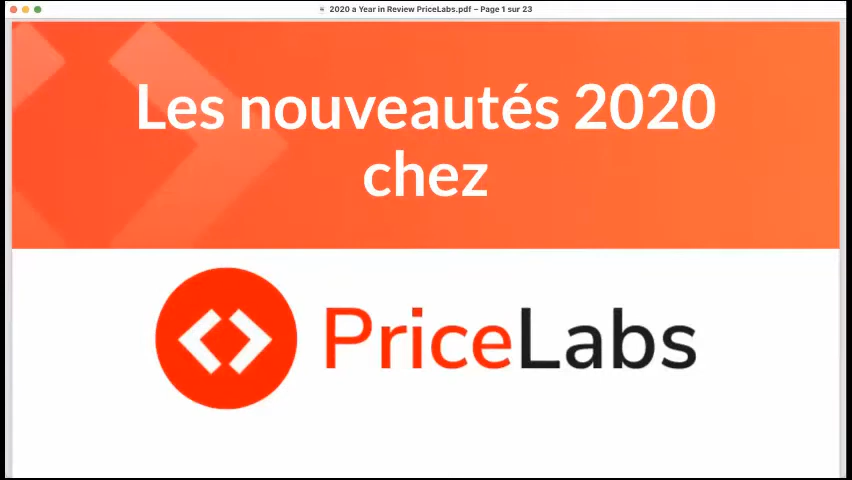 2020 a Year in Review PriceLabs.pdf – Page 1 sur 23
Les nouveautés 2020
chez
PriceLabs